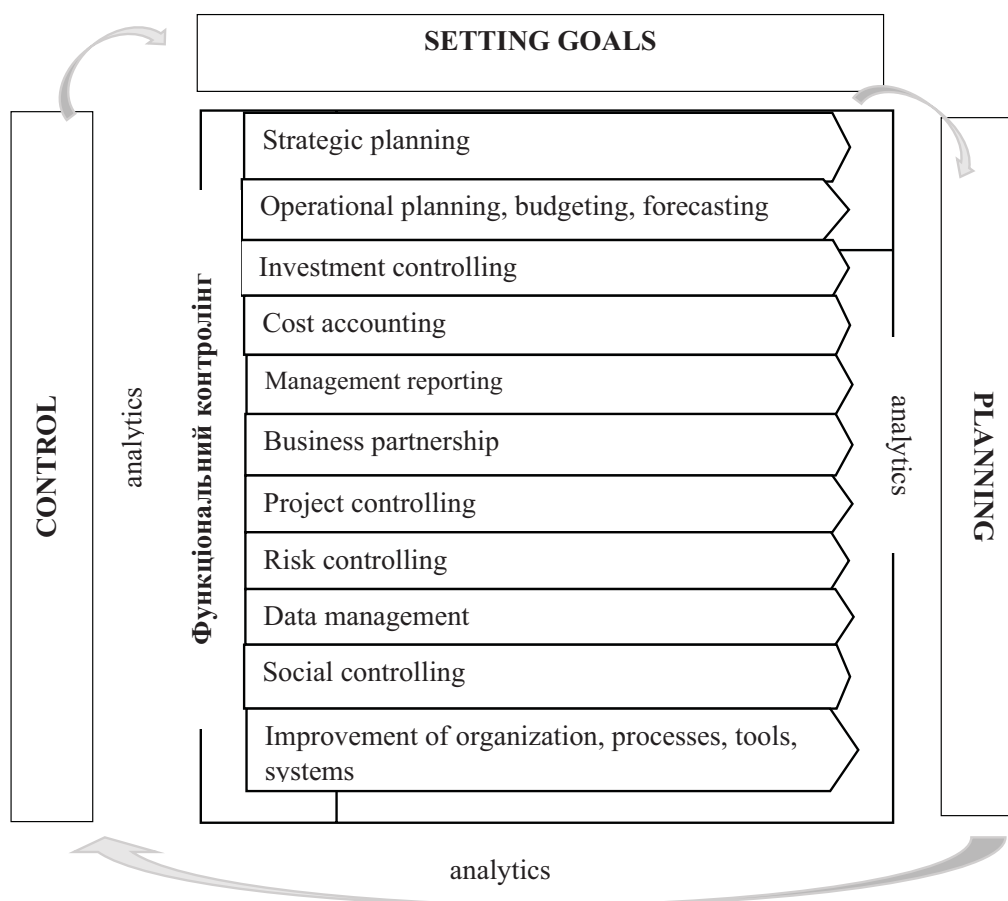 SETTING GOALS
CONTROL
analytics
Функціональний контролінг
Strategic planning
Operational planning, budgeting, forecasting
Investment controlling
Cost accounting
Management reporting
Business partnership
Project controlling
Risk controlling
Data management
Social controlling
Improvement of organization, processes, tools,
systems
analytics
PLANNING
analytics